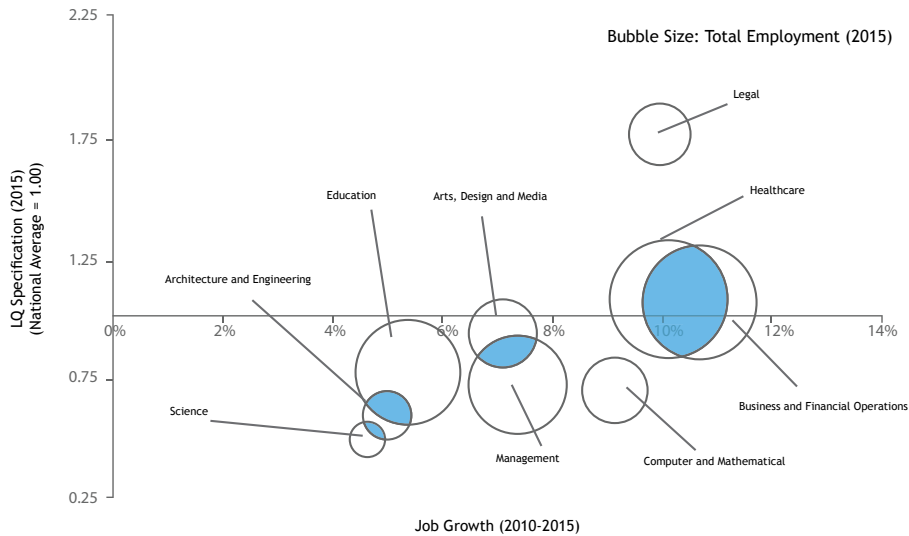 2.25
Bubble Size: Total Employment (2015)
Legal
1.75
Healthcare
Education
Arts, Design and Media
LQ Specification (2015)
(National Average = 1.00)
1.25
Architecture and Engineering
0%
2%
4%
6%
8%
10%
12%
14%
0.75
Business and Financial Operations
Science
Management
Computer and Mathematical
0.25
Job Growth (2010-2015)